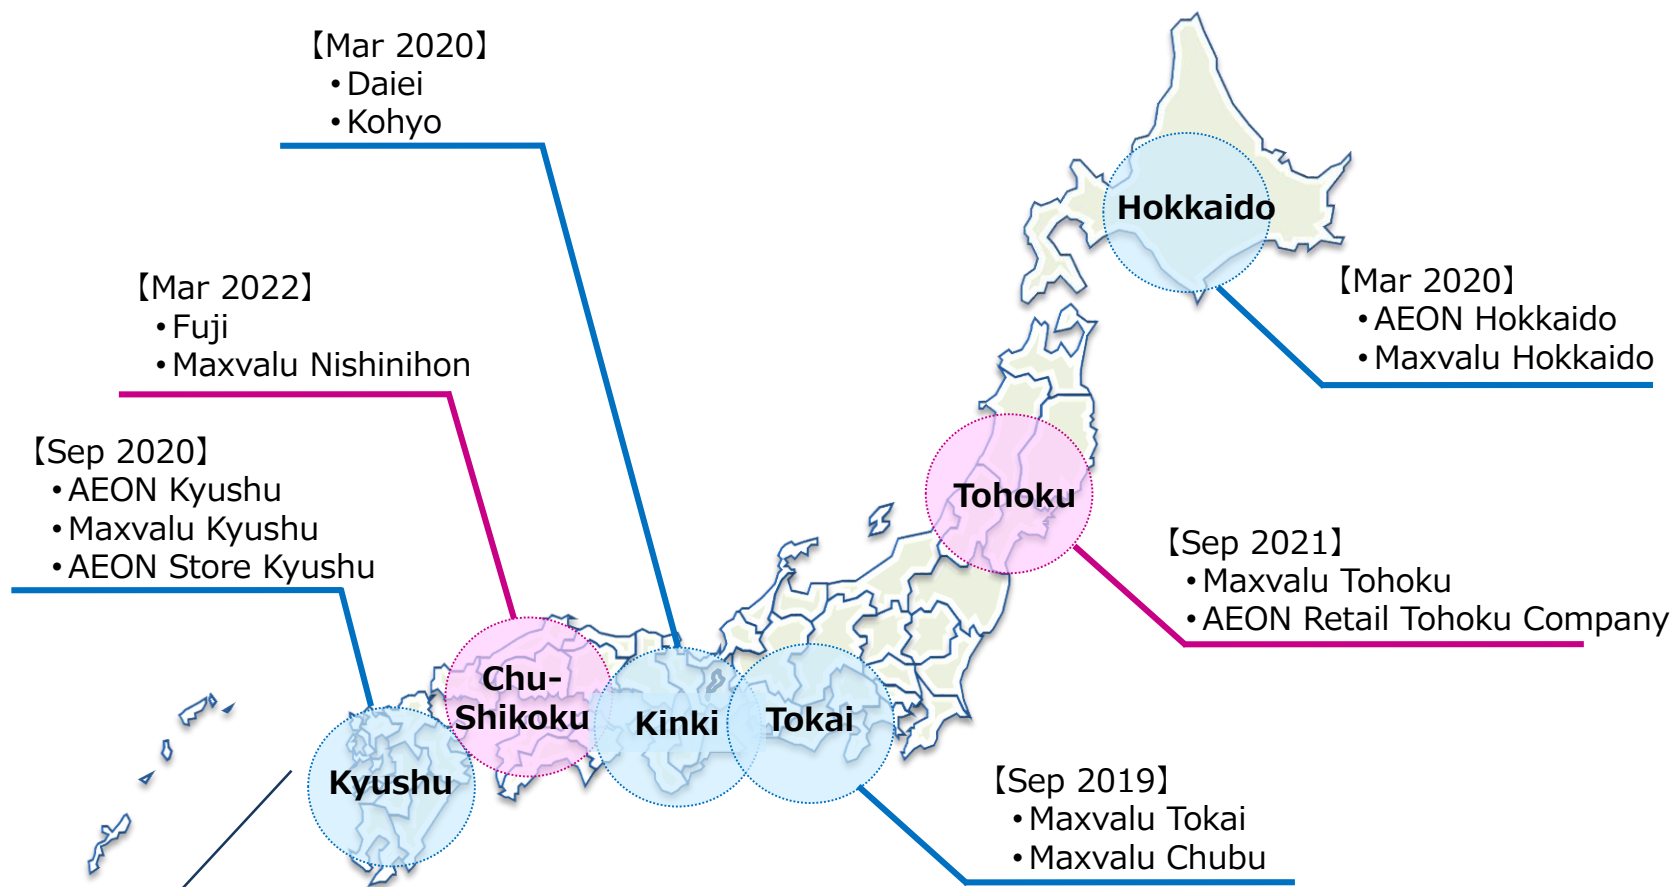 【Mar 2020】
•Daiei
•Kohyo
Hokkaido
【Mar 2020】
•AEON Hokkaido
•Maxvalu Hokkaido
【Mar 2022】
•Fuji
•Maxvalu Nishinihon
【Sep 2020】
•AEON Kyushu
•Maxvalu Kyushu
•AEON Store Kyushu
Tohoku
【Sep 2021】
•Maxvalu Tohoku
•AEON Retail Tohoku Company
Chu-
Shikoku
Kinki
Tokai
Kyushu
【Sep 2019】
•Maxvalu Tokai
•Maxvalu Chubu